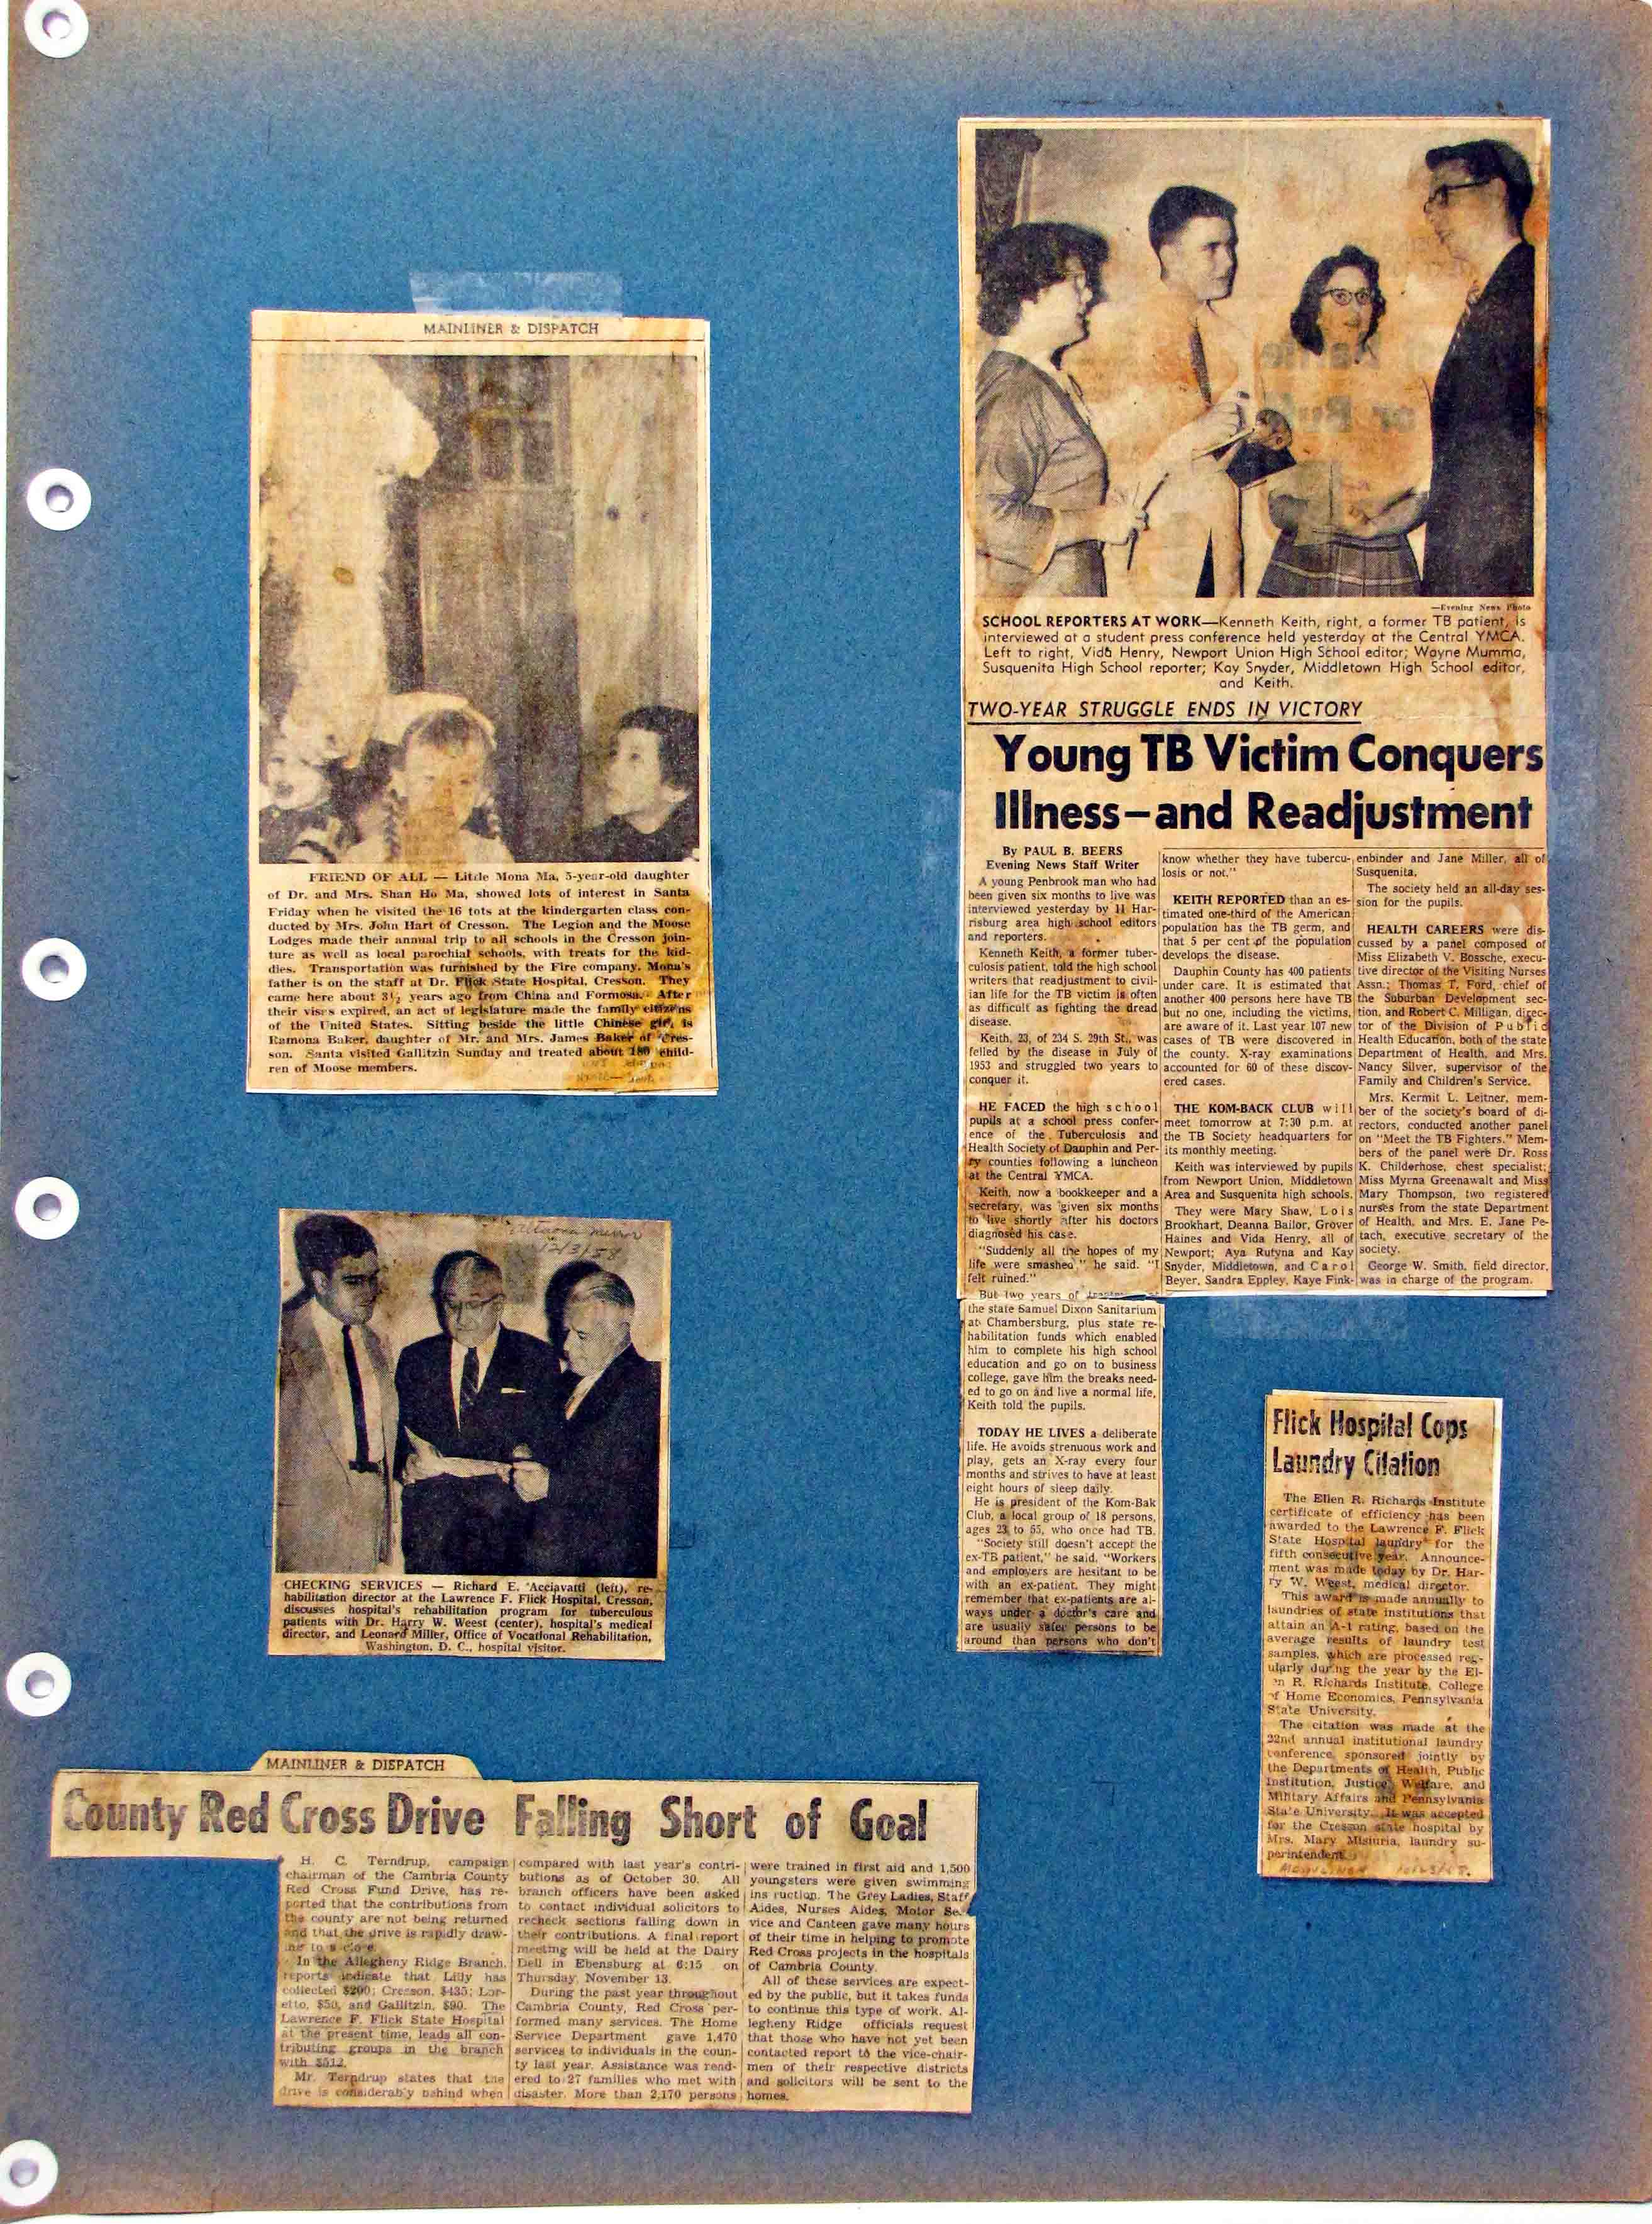 MAINLINER & DISPATCH
FRIEND OF ALL — Little Mona Ma, 5-year-old daughter
of Dr. and Mrs. Shan Ho Ma, showed lots of interest in Santa
Friday when he visited the 16 tots at the kindergarten class con-
ducted by Mrs. John Hart of Cresson. The Legion and the Moose
Lodges made their annual trip to all schools in the Cresson join-
ture as well as local parochial schools, with treats for the kid-
dies. Transportation was furnished by the Fire company. Mona's
father is on the staff at Dr. Flick State Hospital, Cresson. They
came here about 3½ years ago from China and Formosa. After
their vises expired, an act of legislature made the family citizens
of the United States. Sitting beside the little Chinese girl, is
Ramona Baker, daughter of Mr. and Mrs. James Baker of Cres-
son. Santa visited Gallitzin Sunday and treated about 180 child-
ren of Moose members.
altoona mirror
12/3/58
CHECKING SERVICES — Richard E. Acciavatti (left), re-
habilitation director at the Lawrence F. Flick Hospital, Cresson,
discusses hospital's rehabilitation program for tuberculous
patients with Dr. Harry W. Weest (center), hospital's medical
director, and Leonard Miller, Office of Vocational Rehabilitation,
Washington, D. C., hospital visitor.
MAINLINER & DISPATCH
County Red Cross Drive Falling Short of Goal
H. C. Terndrup, campaign
chairman of the Cambria County
Red Cross Fund Drive, has re-
ported that the contributions from
the county are not being returned
and that the drive is rapidly draw-
ing to a close.
In the Allegheny Ridge Branch,
reports indicate that Lilly has
collected $200; Cresson, $435; Lor-
etto, $50, and Gallitzin, $90. The
Lawrence F. Flick State Hospital
at the present time, leads all con-
tributing groups in the branch
with $512.
Mr. Terndrup states that the
drive is considerably behind when
compared with last year's contri-
butions as of October 30. All
branch officers have been asked
to contact individual solicitors to
recheck sections falling down in
their contributions. A final report
meeting will be held at the Dairy
Dell in Ebensburg at 6:15 on
Thursday, November 13.
During the past year throughout
Cambria County, Red Cross per-
formed many services. The Home
Service Department gave 1,470
services to individuals in the coun-
ty last year. Assistance was rend-
ered to 27 families who met with
disaster. More than 2,170 persons
were trained in first aid and 1,500
youngsters were given swimming
ins ruction. The Grey Ladies, Staff
Aides, Nurses Aides, Motor Se
vice and Canteen gave many hours
of their time in helping to promote
Red Cross projects in the hospitals
of Cambria County.
All of these services are expect-
ed by the public, but it takes funds
to continue this type of work. Al-
legheny Ridge officials request
that those who have not yet been
contacted report to the vice-chair-
men of their respective districts
and solicitors will be sent to the
homes.
—Evening News Photo
SCHOOL REPORTERS AT WORK—Kenneth Keith, right, a former TB patient, is
interviewed at a student press conference held yesterday at the Central YMCA.
Left to right, Vida Henry, Newport Union High School editor; Wayne Mumma,
Susquenita High School reporter; Kay Snyder, Middletown High School editor,
and Keith.
TWO-YEAR STRUGGLE ENDS IN VICTORY
Young TB Victim Conquers
Illness—and Readjustment
By PAUL B. BEERS
Evening News Staff Writer
A young Penbrook man who had
been given six months to live was
interviewed yesterday by 11 Har-
risburg area high school editors
and reporters.
Kenneth Keith, a former tuber-
culosis patient, told the high school
writers that readjustment to civil-
ian life for the TB victim is often
as difficult as fighting the dread
disease.
Keith, 23, of 234 S. 29th St., was
felled by the disease in July of
1953 and struggled two years to
conquer it.
HE FACED the high school
pupils at a school press confer-
ence of the Tuberculosis and
Health Society of Dauphin and Per-
ry counties following a luncheon
at the Central YMCA.
Keith, now a bookkeeper and a
secretary, was given six months
to live shortly after his doctors
diagnosed his case.
"Suddenly all the hopes of my
life were smashed," he said. "I
felt ruined."
But two years of
the state Samuel Dixon Sanitarium
at Chambersburg, plus state re-
habilitation funds which enabled
him to complete his high school
education and go on to business
college, gave him the breaks need-
ed to go on and live a normal life,
Keith told the pupils.
TODAY HE LIVES a deliberate
life. He avoids strenuous work and
play, gets an X-ray every four
months and strives to have at least
eight hours of sleep daily.
He is president of the Kom-Bak
Club, a local group of 18 persons,
ages 23 to 65, who once had TB.
"Society still doesn't accept the
ex-TB patient," he said. "Workers
and employers are hesitant to be
with an ex-patient. They might
remember that ex-patients are al-
ways under a doctor's care and
are usually safer persons to be
around than persons who don't
know whether they have tubercu-
losis or not."
KEITH REPORTED than an es-
timated one-third of the American
population has the TB germ, and
that 5 per cent of the population
develops the disease.
Dauphin County has 400 patients
under care. It is estimated that
another 400 persons here have TB
but no one, including the victims,
are aware of it. Last year 107 new
cases of TB were discovered in
the county. X-ray examinations
accounted for 60 of these discov-
ered cases.
THE KOM-BACK CLUB will
meet tomorrow at 7:30 p.m. at
the TB Society headquarters for
its monthly meeting.
Keith was interviewed by pupils
from Newport Union, Middletown
Area and Susquenita high schools.
They were Mary Shaw, Lois
Brookhart, Deanna Bailor, Grover
Haines and Vida Henry, all of
Newport; Aya Rutyna and Kay
Snyder, Middletown, and Carol
Beyer, Sandra Eppley, Kaye Fink-
enbinder and Jane Miller, all of
Susquenita.
The society held an all-day ses-
sion for the pupils.
HEALTH CAREERS were dis-
cussed by a panel composed of
Miss Elizabeth V. Bossche, execu-
tive director of the Visiting Nurses
Assn.; Thomas T. Ford, chief of
the Suburban Development sec-
tion, and Robert C. Milligan, direc-
tor of the Division of Public
Health Education, both of the state
Department of Health, and Mrs.
Nancy Silver, supervisor of the
Family and Children's Service.
Mrs. Kermit L. Leitner, mem-
ber of the society's board of di-
rectors, conducted another panel
on "Meet the TB Fighters." Mem-
bers of the panel were Dr. Ross
K. Childerhose, chest specialist;
Miss Myrna Greenawalt and Miss
Mary Thompson, two registered
nurses from the state Department
of Health, and Mrs. E. Jane Pe-
tach, executive secretary of the
society.
George W. Smith, field director,
was in charge of the program.
Flick Hospital Cops
Laundry Citation
The Ellen R. Richards Institute
certificate of efficiency has been
awarded to the Lawrence F. Flick
State Hospital laundry for the
fifth consecutive year. Announce-
ment was made today by Dr. Har-
ry W. Weest, medical director.
This award is made annually to
laundries of state institutions that
attain an A-1 rating, based on the
average results of laundry test
samples, which are processed reg-
ularly during the year by the El-
en R. Richards Institute, College
of Home Economics, Pennsylvania
State University.
The citation was made at the
22nd annual institutional laundry
conference, sponsored jointly by
the Departments of Health, Public
Institution, Justice, Welfare, and
Military Affairs and Pennsylvania
State University. It was accepted
for the Cresson state hospital by
Mrs. Mary Misiuria, laundry su-
perintendent.